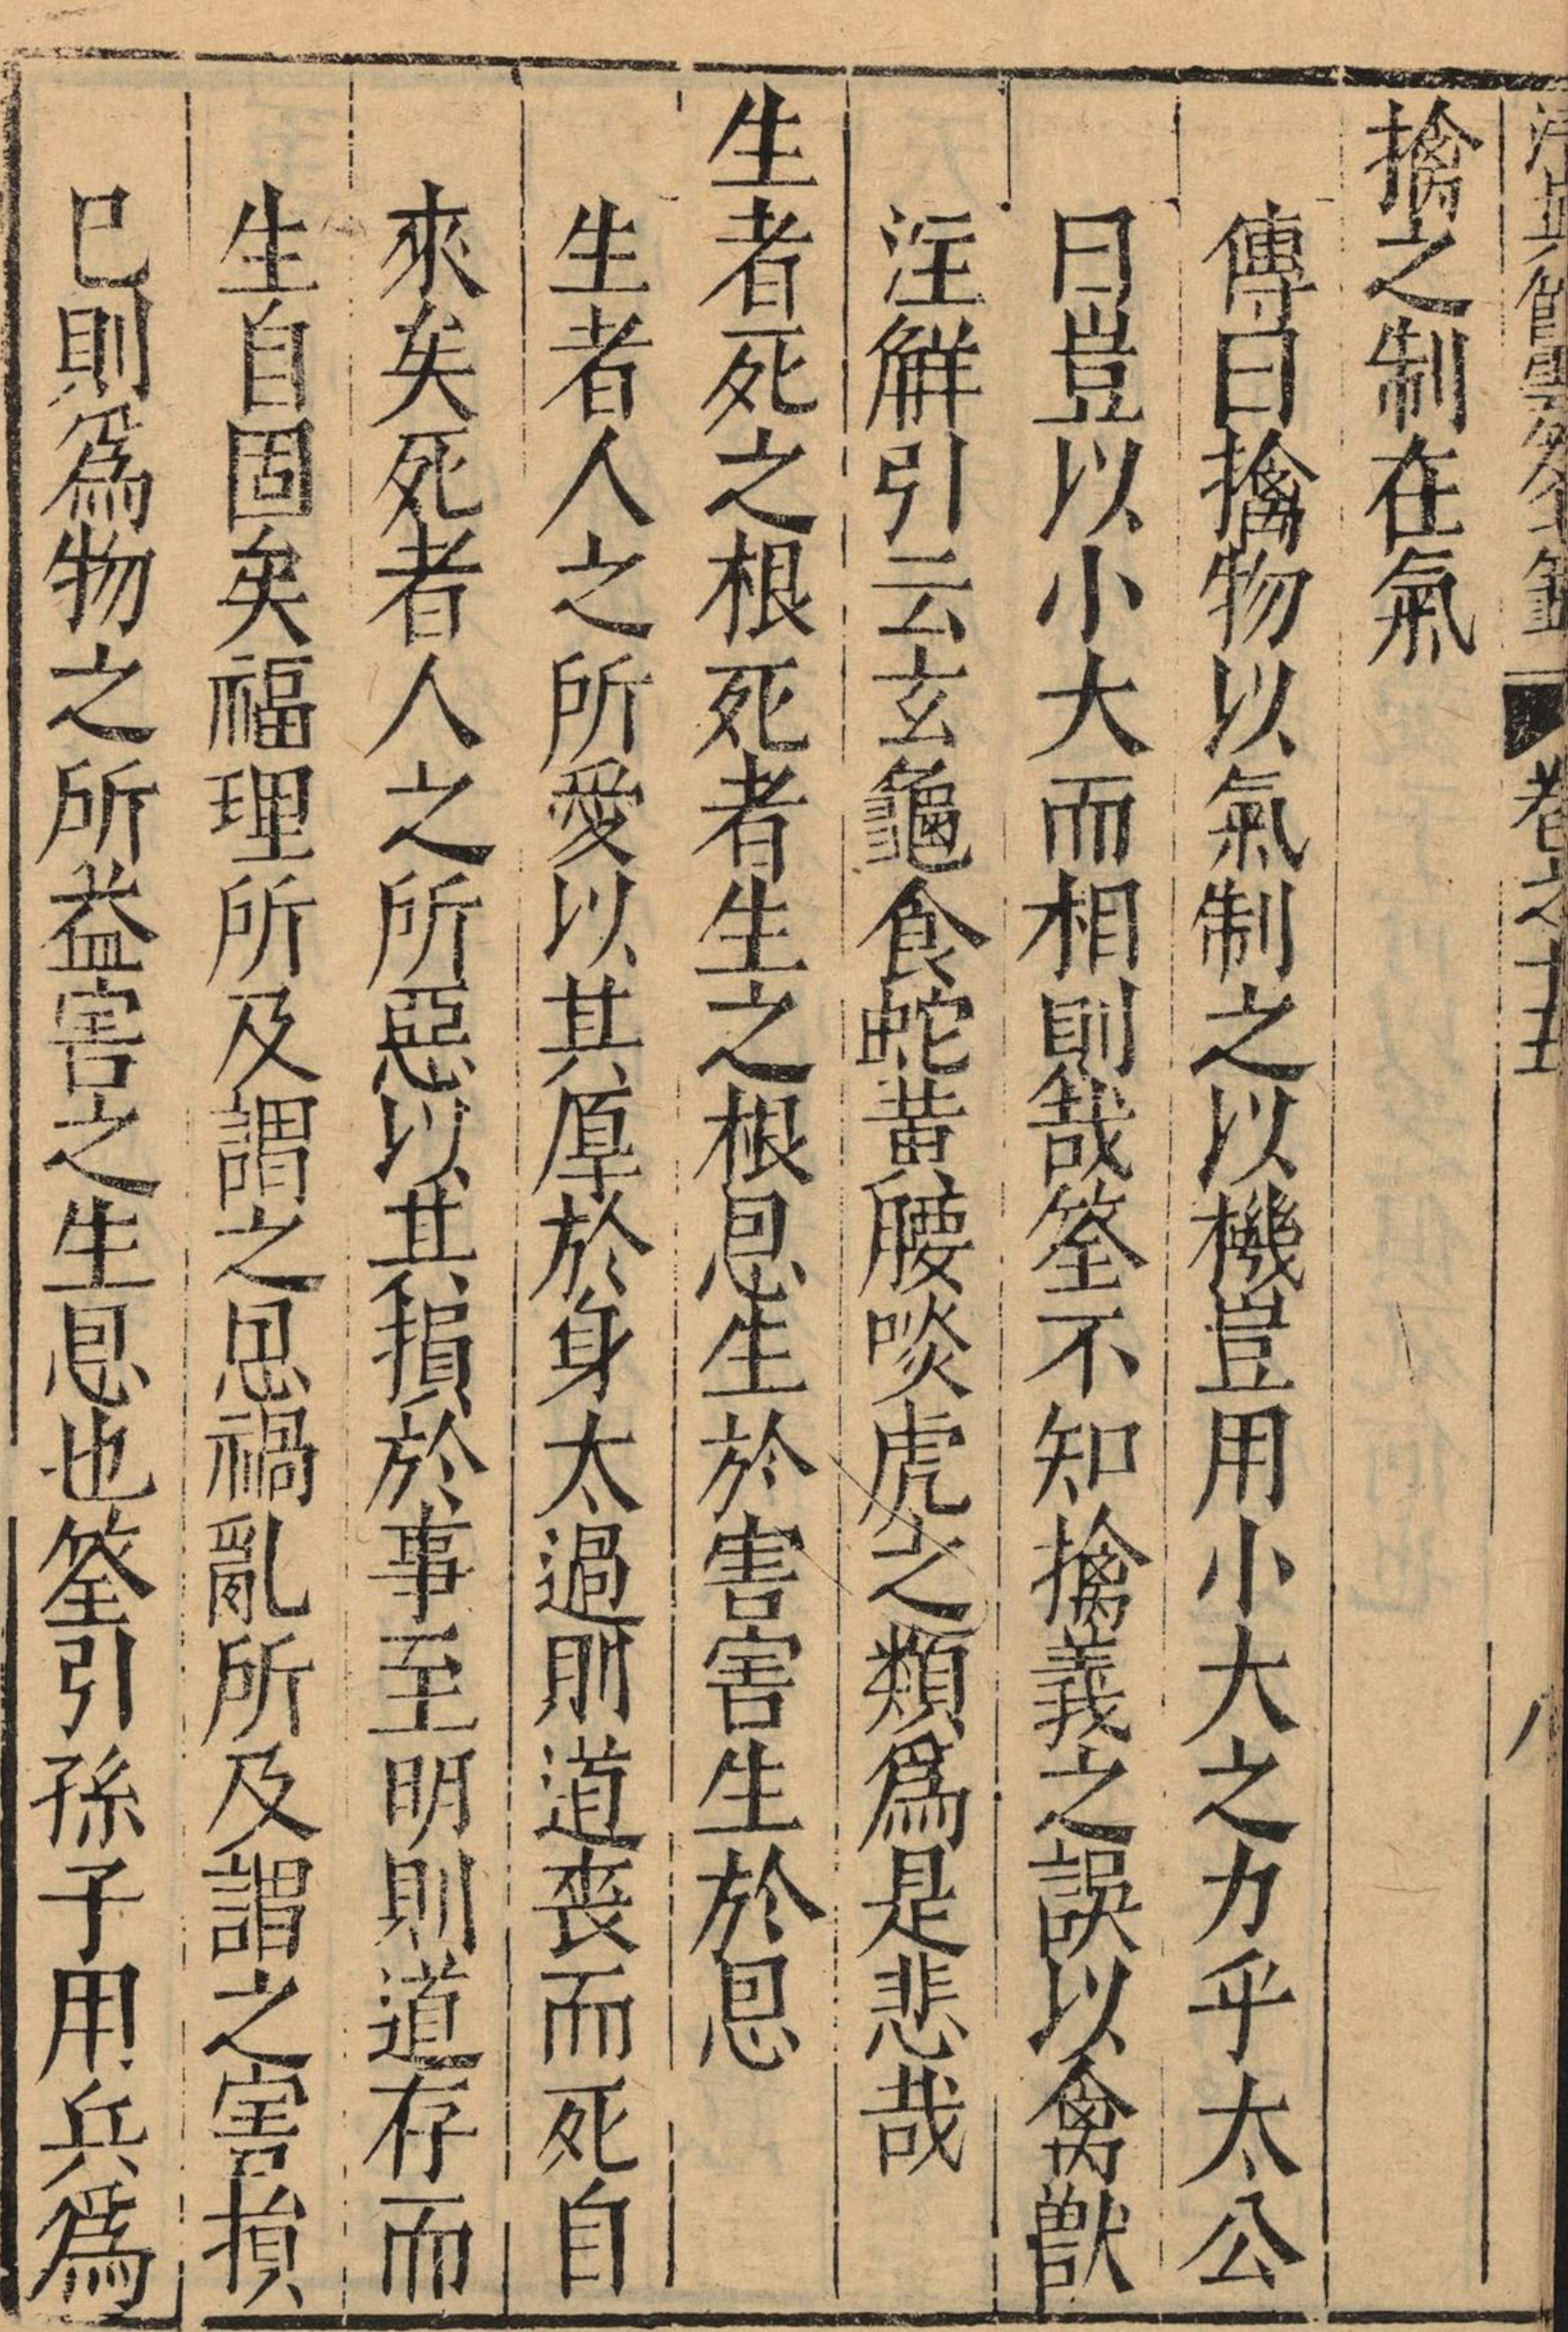 卷之十五
八
擒之制在氣
傳曰擒物以氣制之以機豈用小大之力乎太公
曰豈以小大而相則哉筌不知擒義之誤以禽獸
注觧引云玄龜食蛇黃腰啖虎之類爲是悲哉
生者死之根死者生之根恩生於害害生於恩
生者人之所愛以其厚於身太過則道喪而死自
來矣死者人之所惡以其損於事至明則道存而
生自固矣福理所及謂之恩禍亂所及謂之害損
已則爲物之所益害之生恩也筌引孫子用兵爲